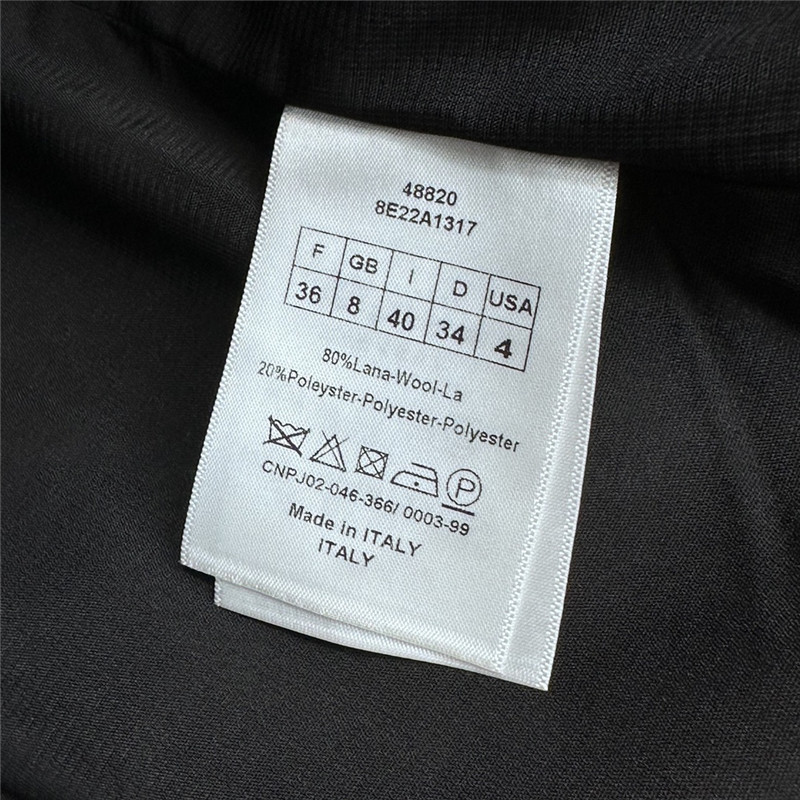 48820
8E22A1317
F GB I D USA
36 8 40 34 4
80%Lana-Wool-La
20%Poleyster-Polyester-Polyester
P
CNPJ02-046-366/ 0003-99
Made in ITALY
ITALY